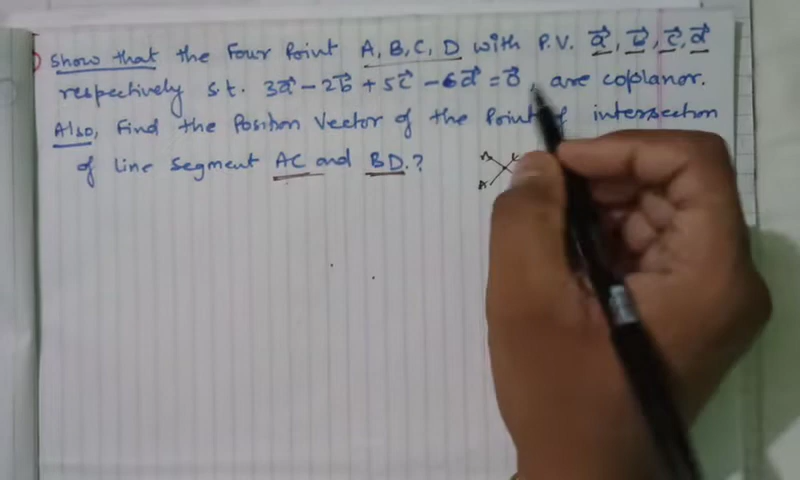 Show that the Four Point A, B, C, D with P.V. a⃗, b⃗, c⃗, d⃗
respectively s.t. 3a⃗ - 2b⃗ + 5c⃗ - 6d⃗ = 0⃗, are coplanar.
Also, Find the Position Vector of the Point of intersection
of line segment AC and BD.?
A